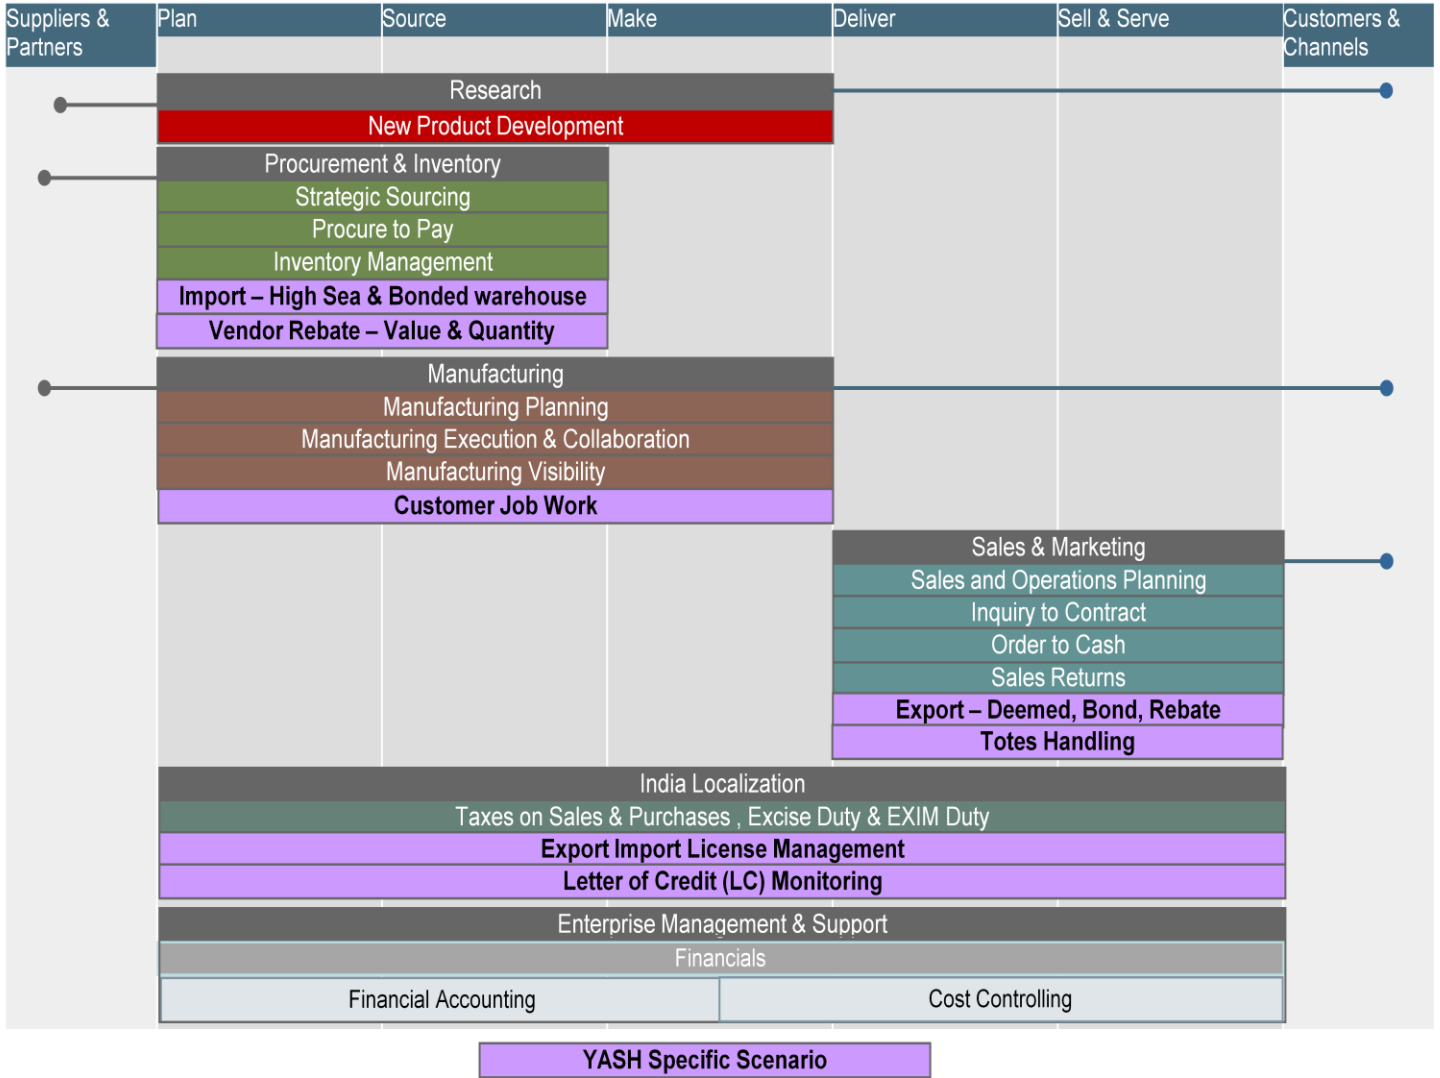 Suppliers &
Partners
Plan
Source
Make
Deliver
Sell & Serve
Customers &
Channels
Research
New Product Development
Procurement & Inventory
Strategic Sourcing
Procure to Pay
Inventory Management
Import – High Sea & Bonded warehouse
Vendor Rebate – Value & Quantity
Manufacturing
Manufacturing Planning
Manufacturing Execution & Collaboration
Manufacturing Visibility
Customer Job Work
Sales & Marketing
Sales and Operations Planning
Inquiry to Contract
Order to Cash
Sales Returns
Export – Deemed, Bond, Rebate
Totes Handling
India Localization
Taxes on Sales & Purchases , Excise Duty & EXIM Duty
Export Import License Management
Letter of Credit (LC) Monitoring
Enterprise Management & Support
Financials
Financial Accounting
Cost Controlling
YASH Specific Scenario